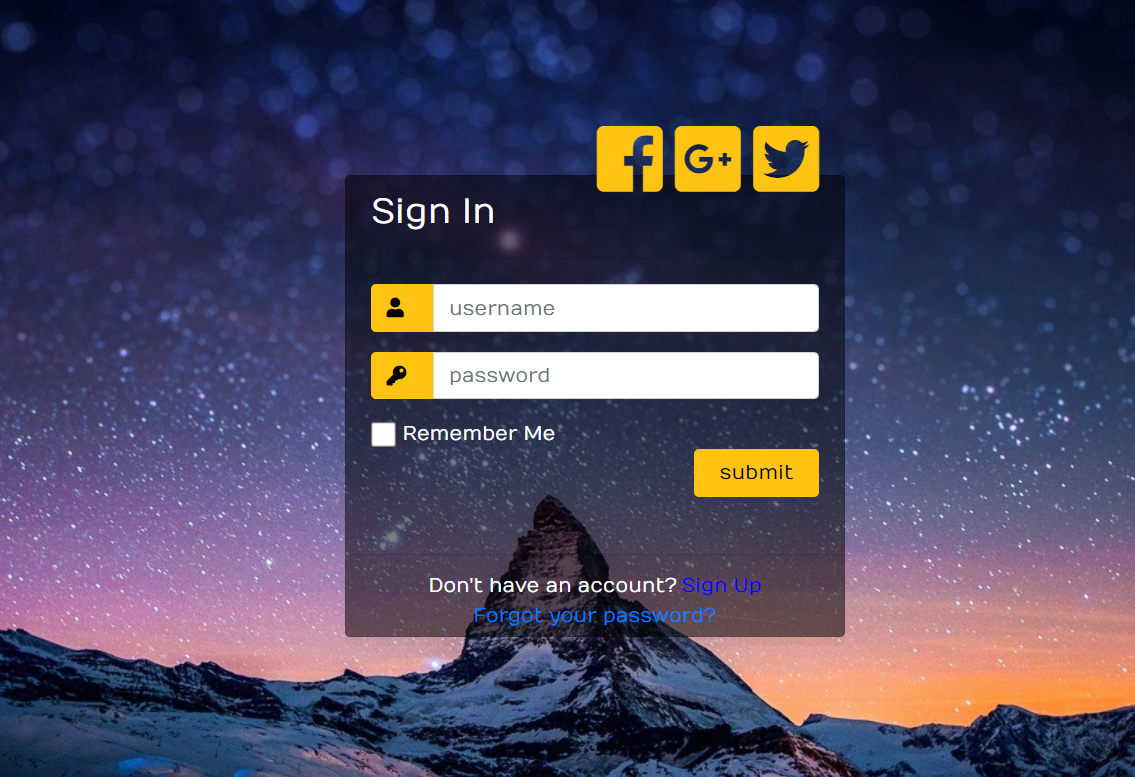 Sign In
username
password
Remember Me
submit
Don't have an account? Sign Up
Forgot your password?